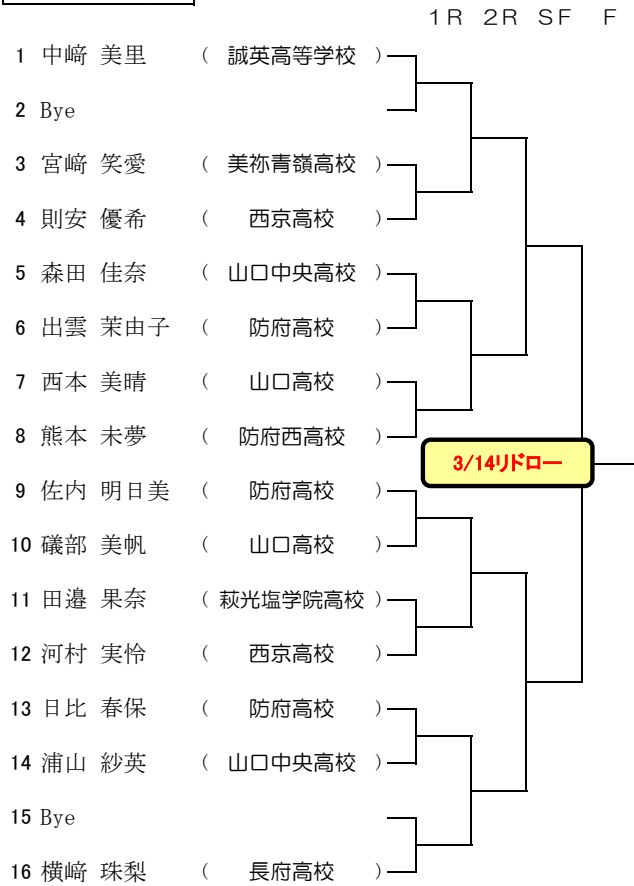 １Ｒ ２Ｒ ＳＦ Ｆ
1 中﨑 美里 （ 誠英高等学校 ）
2 Bye
3 宮﨑 笑愛 （ 美祢青嶺高校 ）
4 則安 優希 （ 西京高校 ）
5 森田 佳奈 （ 山口中央高校 ）
6 出雲 茉由子 （ 防府高校 ）
7 西本 美晴 （ 山口高校 ）
8 熊本 未夢 （ 防府西高校 ）
3/14リドロー
9 佐内 明日美 （ 防府高校 ）
10 礒部 美帆 （ 山口高校 ）
11 田邉 果奈 （ 萩光塩学院高校 ）
12 河村 実怜 （ 西京高校 ）
13 日比 春保 （ 防府高校 ）
14 浦山 紗英 （ 山口中央高校 ）
15 Bye
16 横﨑 珠梨 （ 長府高校 ）